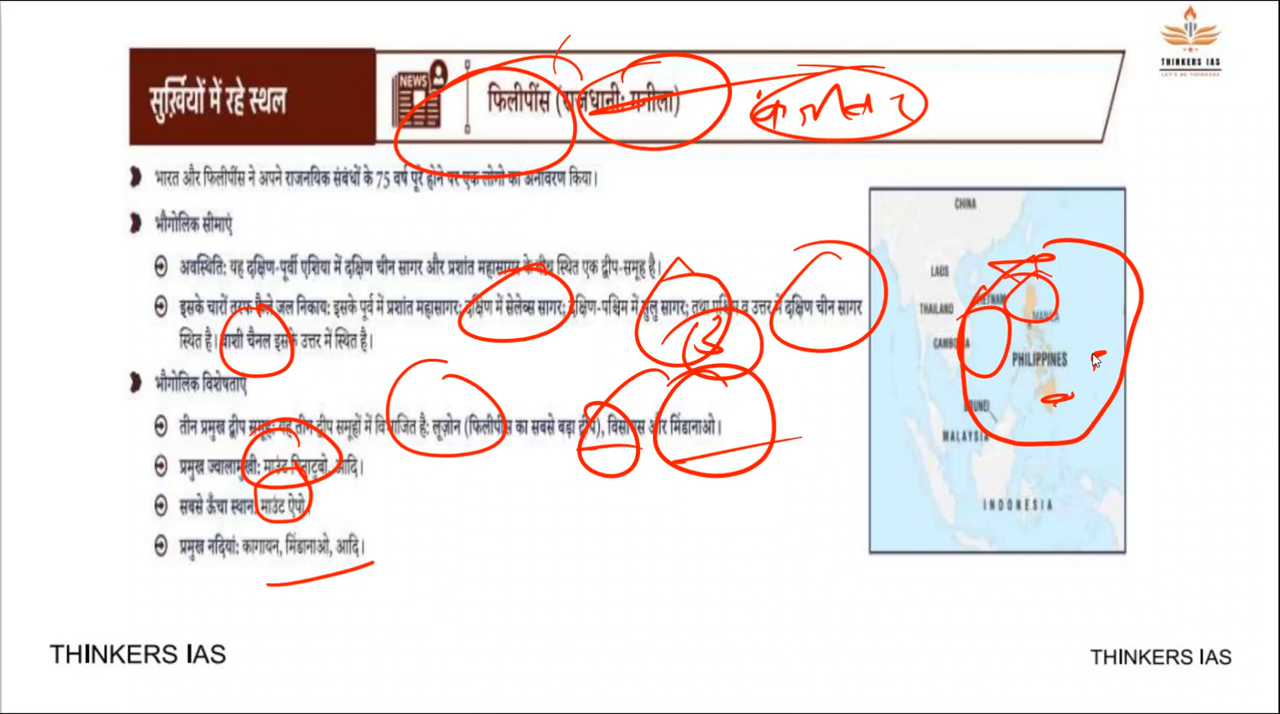 THINKERS IAS
LET'S BE THINKERS
सुर्ख़ियों में रहे स्थल
NEWS
फिलीपींस (राजधानी: मनीला)
भारत और फिलीपींस ने अपने राजनयिक संबंधों के 75 वर्ष पूरे होने पर एक लोगो का अनावरण किया।
भौगोलिक सीमाएं
अवस्थिति: यह दक्षिण-पूर्वी एशिया में दक्षिण चीन सागर और प्रशांत महासागर के बीच स्थित एक द्वीप-समूह है।
इसके चारों तरफ फैले जल निकाय: इसके पूर्व में प्रशांत महासागर; दक्षिण में सेलेब्स सागर; दक्षिण-पश्चिम में सुलु सागर; तथा पश्चिम व उत्तर में दक्षिण चीन सागर
स्थित है। बाशी चैनल इसके उत्तर में स्थित है।
भौगोलिक विशेषताएं
तीन प्रमुख द्वीप समूह: यह तीन द्वीप समूहों में विभाजित है: लूज़ोन (फिलीपींस का सबसे बड़ा द्वीप), विसायस और मिंडानाओ।
प्रमुख ज्वालामुखी: माउंट पिनाटुबो, आदि।
सबसे ऊँचा स्थान: माउंट ऐपो।
प्रमुख नदियां: कागायन, मिंडानाओ, आदि।
CHINA
LAOS
THAILAND
VIETNAM
MANILA
CAMBODIA
PHILIPPINES
BRUNEI
MALAYSIA
INDONESIA
THINKERS IAS
THINKERS IAS